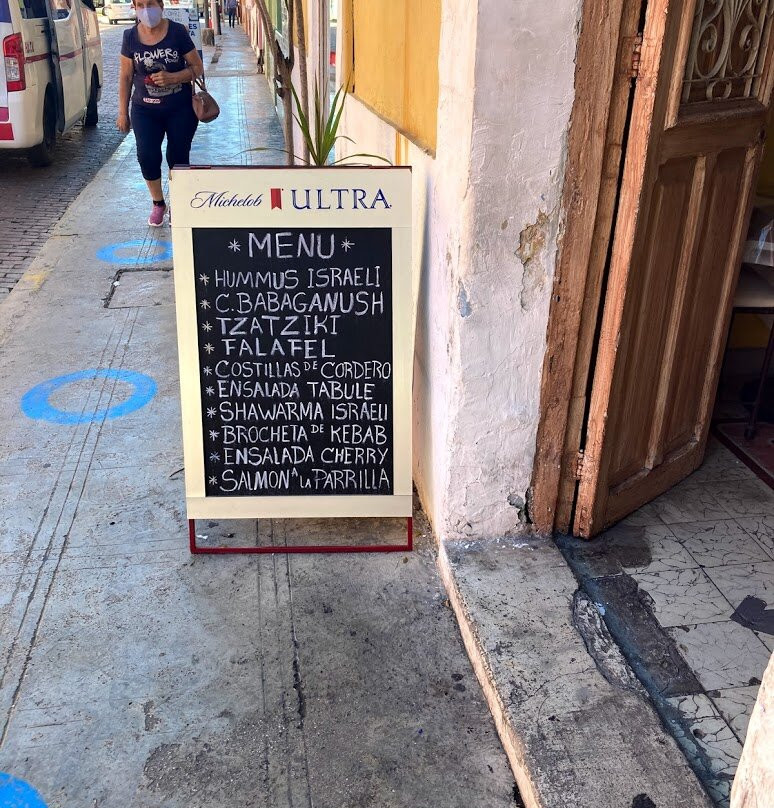 Michelob ULTRA
* MENU *
* HUMMUS ISRAELI
* C. BABAGANUSH
* TZATZIKI
* FALAFEL
* COSTILLAS DE CORDERO
* ENSALADA TABULE
* SHAWARMA ISRAELI
* BROCHETA DE KEBAB
* ENSALADA CHERRY
* SALMON A LA PARRILLA
FLOWER